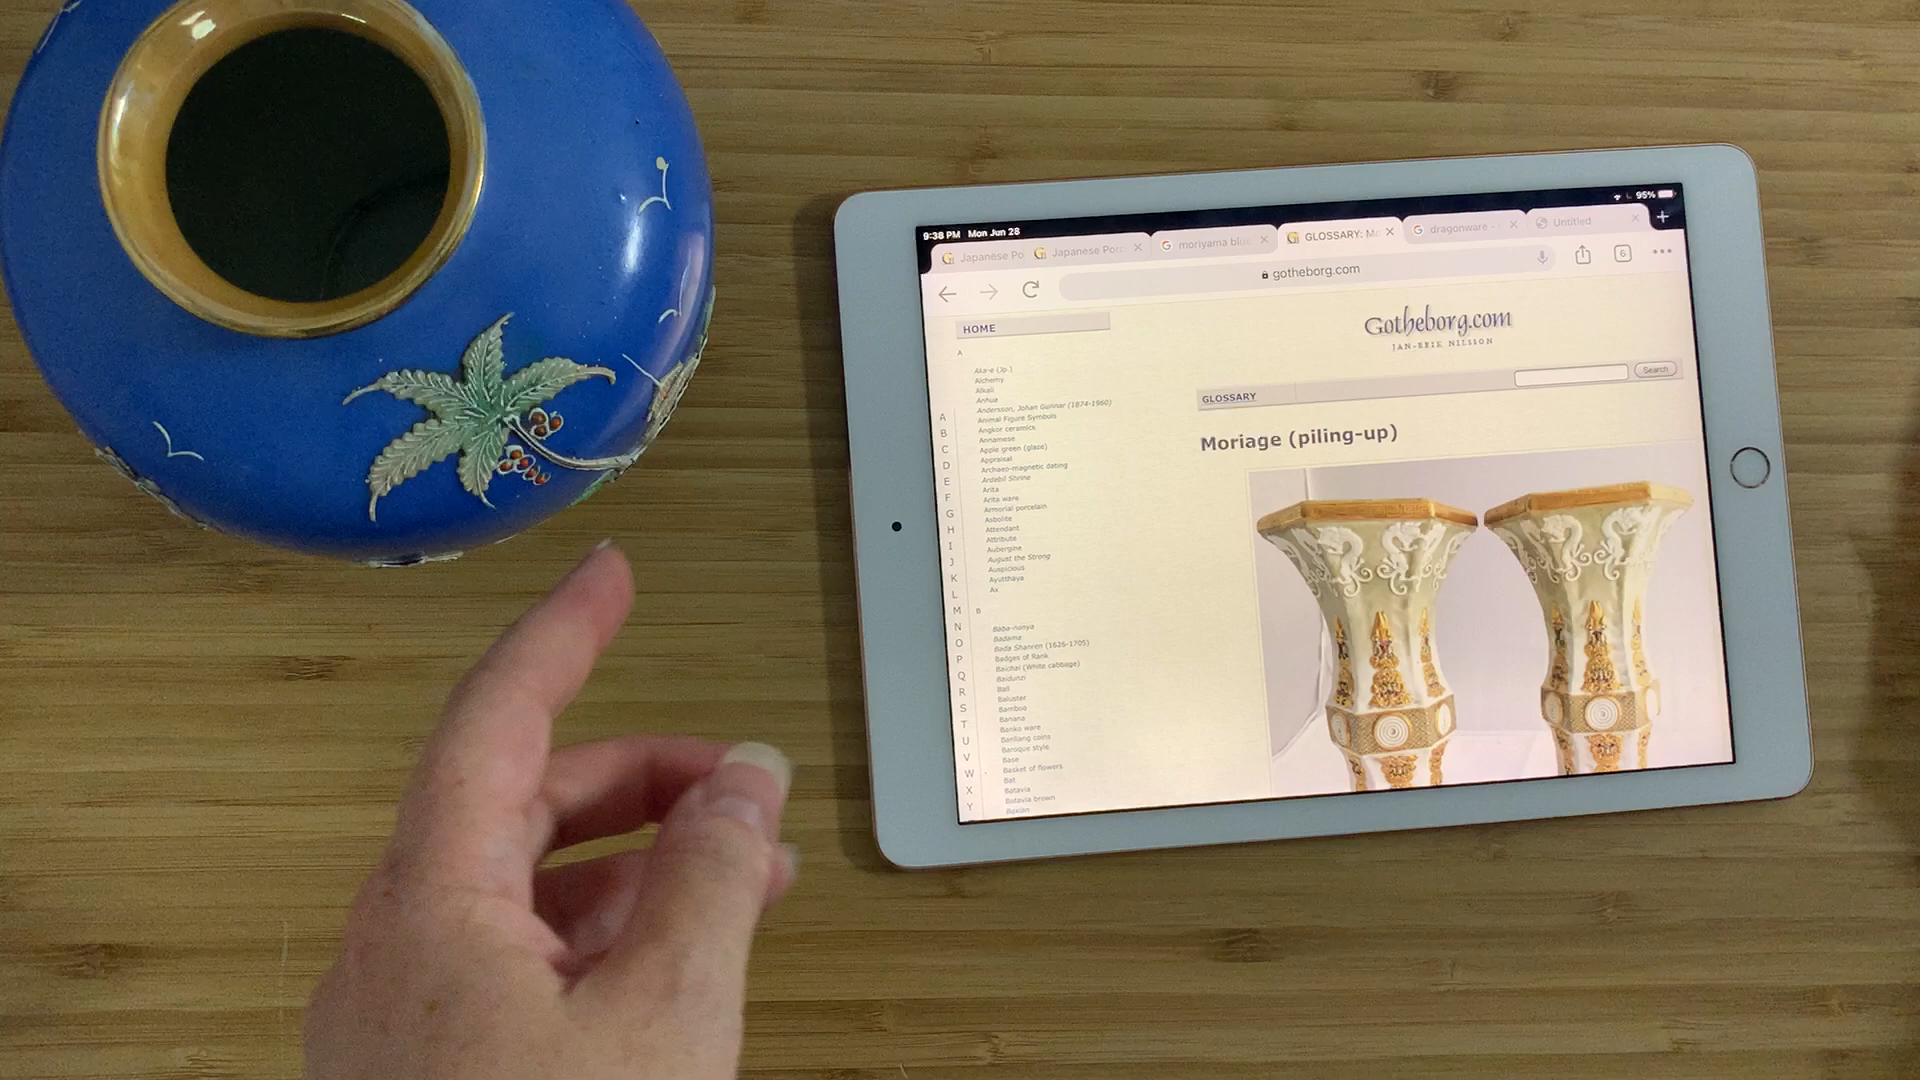 9:38 PM Mon Jun 28
95%
Japanese Po
Japanese Porc
moriyama blue
GLOSSARY: Mo
dragonware -
Untitled
gotheborg.com
6
HOME
Gotheborg.com
JAN-ERIK NILSSON
Search
GLOSSARY
Moriage (piling-up)
A
Aka-e (Jp.)
Alchemy
Alkali
Anhua
Andersson, Johan Gunnar (1874-1960)
Animal Figure Symbols
Angkor ceramics
Annamese
Apple green (glaze)
Appraisal
Archaeo-magnetic dating
Ardebil Shrine
Arita
Arita ware
Armorial porcelain
Asbolite
Attendant
Attribute
Aubergine
August the Strong
Auspicious
Ayutthaya
Ax
B
Baba-nonya
Badama
Bada Shanren (1626-1705)
Badges of Rank
Baichai (White cabbage)
Baidunzi
Ball
Baluster
Bamboo
Banana
Banko ware
Banliang coins
Baroque style
Base
Basket of flowers
Bat
Batavia
Batavia brown
Baxian
A
B
C
D
E
F
G
H
I
J
K
L
M
N
O
P
Q
R
S
T
U
V
W
X
Y